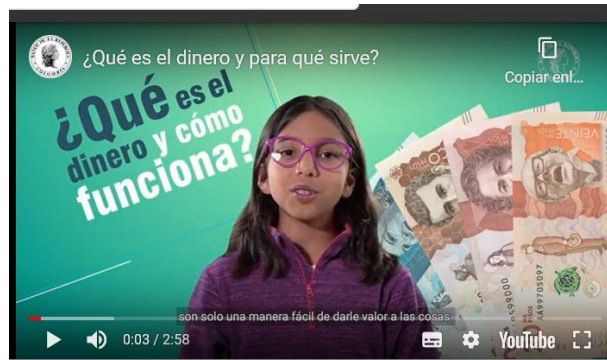 ¿Qué es el dinero y para qué sirve?
Copiar enl...
¿Qué es el
dinero y cómo
funciona?
VEINTE
AA99705097
son solo una manera fácil de darle valor a las cosas
0:03 / 2:58
YouTube